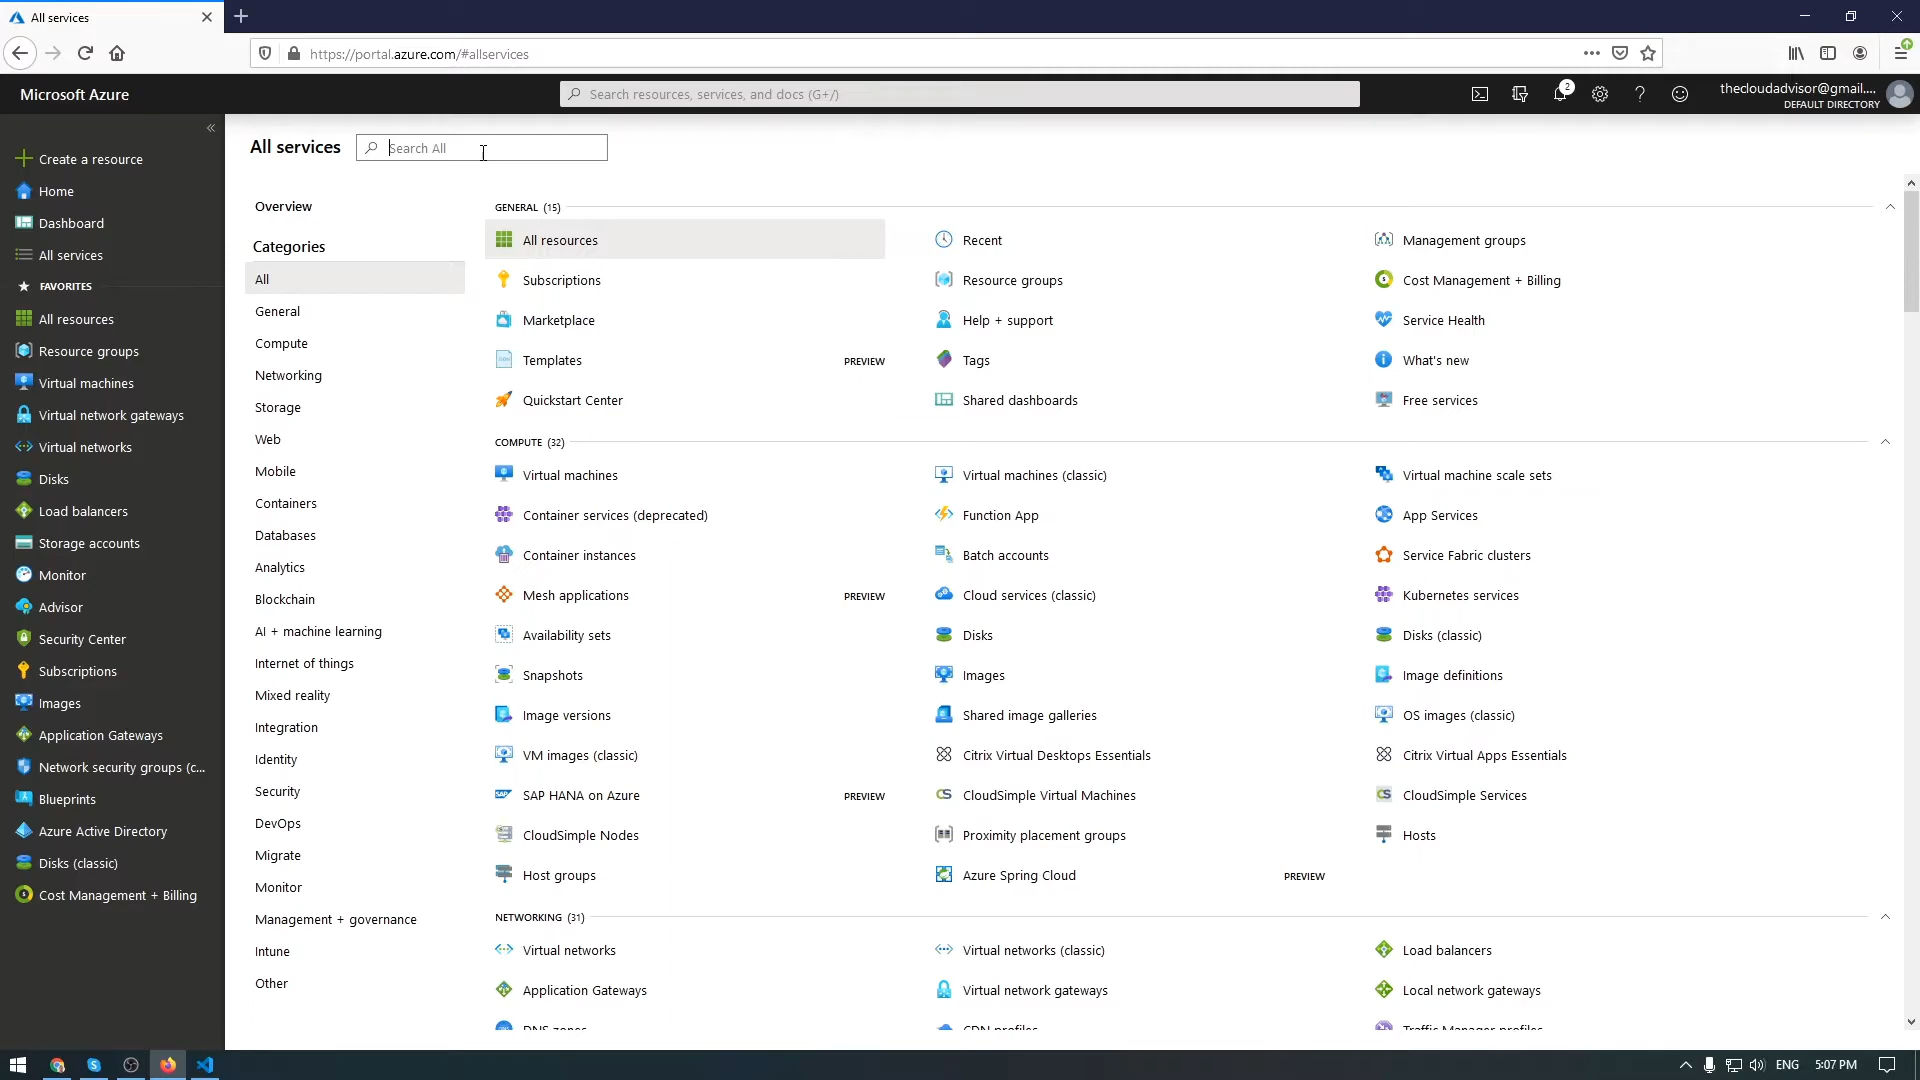 All services
https://portal.azure.com/#allservices
Microsoft Azure
Search resources, services, and docs (G+/)
2
thecloudadvisor@gmail....
DEFAULT DIRECTORY
Create a resource
Home
Dashboard
All services
FAVORITES
All resources
Resource groups
Virtual machines
Virtual network gateways
Virtual networks
Disks
Load balancers
Storage accounts
Monitor
Advisor
Security Center
Subscriptions
Images
Application Gateways
Network security groups (c...
Blueprints
Azure Active Directory
Disks (classic)
Cost Management + Billing
All services
Search All
Overview
Categories
All
General
Compute
Networking
Storage
Web
Mobile
Containers
Databases
Analytics
Blockchain
AI + machine learning
Internet of things
Mixed reality
Integration
Identity
Security
DevOps
Migrate
Monitor
Management + governance
Intune
Other
GENERAL (15)
All resources
Recent
Management groups
Subscriptions
Resource groups
Cost Management + Billing
Marketplace
Help + support
Service Health
Templates PREVIEW
Tags
What's new
Quickstart Center
Shared dashboards
Free services
COMPUTE (32)
Virtual machines
Virtual machines (classic)
Virtual machine scale sets
Container services (deprecated)
Function App
App Services
Container instances
Batch accounts
Service Fabric clusters
Mesh applications PREVIEW
Cloud services (classic)
Kubernetes services
Availability sets
Disks
Disks (classic)
Snapshots
Images
Image definitions
Image versions
Shared image galleries
OS images (classic)
VM images (classic)
Citrix Virtual Desktops Essentials
Citrix Virtual Apps Essentials
SAP HANA on Azure PREVIEW
CloudSimple Virtual Machines
CloudSimple Services
CloudSimple Nodes
Proximity placement groups
Hosts
Host groups
Azure Spring Cloud PREVIEW
NETWORKING (31)
Virtual networks
Virtual networks (classic)
Load balancers
Application Gateways
Virtual network gateways
Local network gateways
DNS zones
CDN profiles
Traffic Manager profiles
ENG
5:07 PM